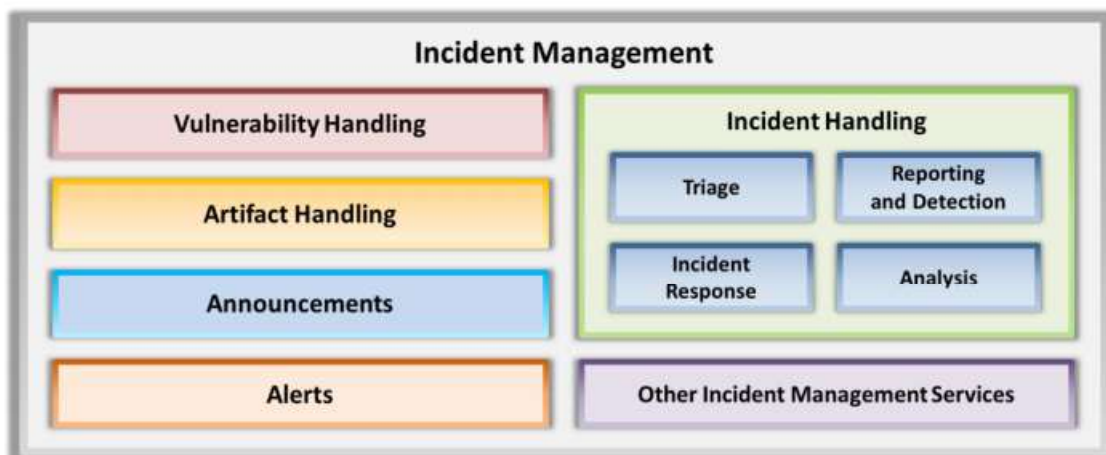 Incident Management
Vulnerability Handling
Artifact Handling
Announcements
Alerts
Incident Handling
Triage
Reporting
and Detection
Incident
Response
Analysis
Other Incident Management Services